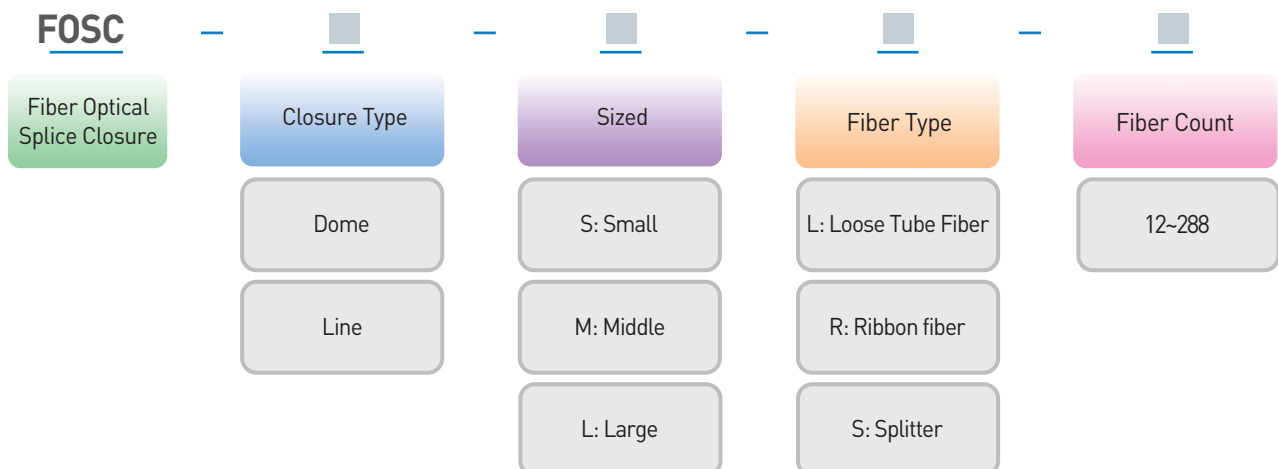 FOSC – – – –
Fiber Optical
Splice Closure
Closure Type
Sized
Fiber Type
Fiber Count
Dome
S: Small
L: Loose Tube Fiber
12~288
Line
M: Middle
R: Ribbon fiber
L: Large
S: Splitter